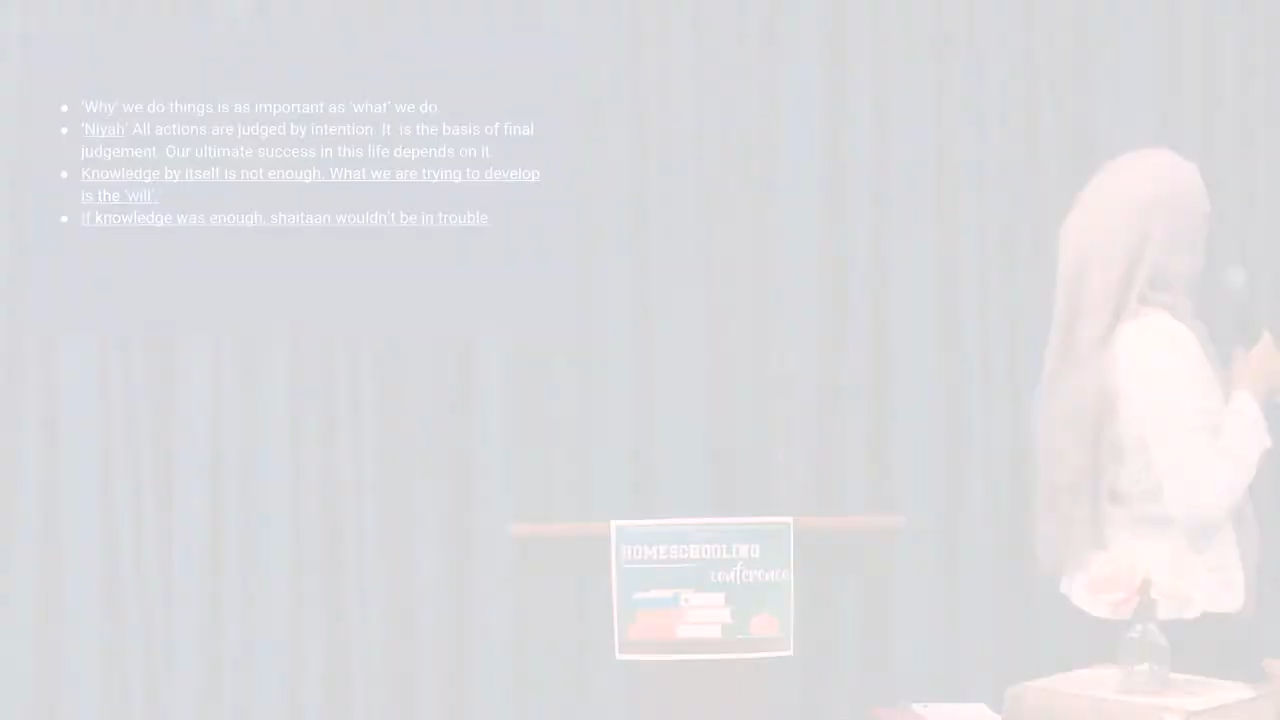 ● 'Why' we do things is as important as 'what' we do.
● 'Niyah' All actions are judged by intention. It is the basis of final
judgement. Our ultimate success in this life depends on it.
● Knowledge by itself is not enough. What we are trying to develop
is the 'will'.
● If knowledge was enough, shaitaan wouldn't be in trouble.
HOMESCHOOLING
conference